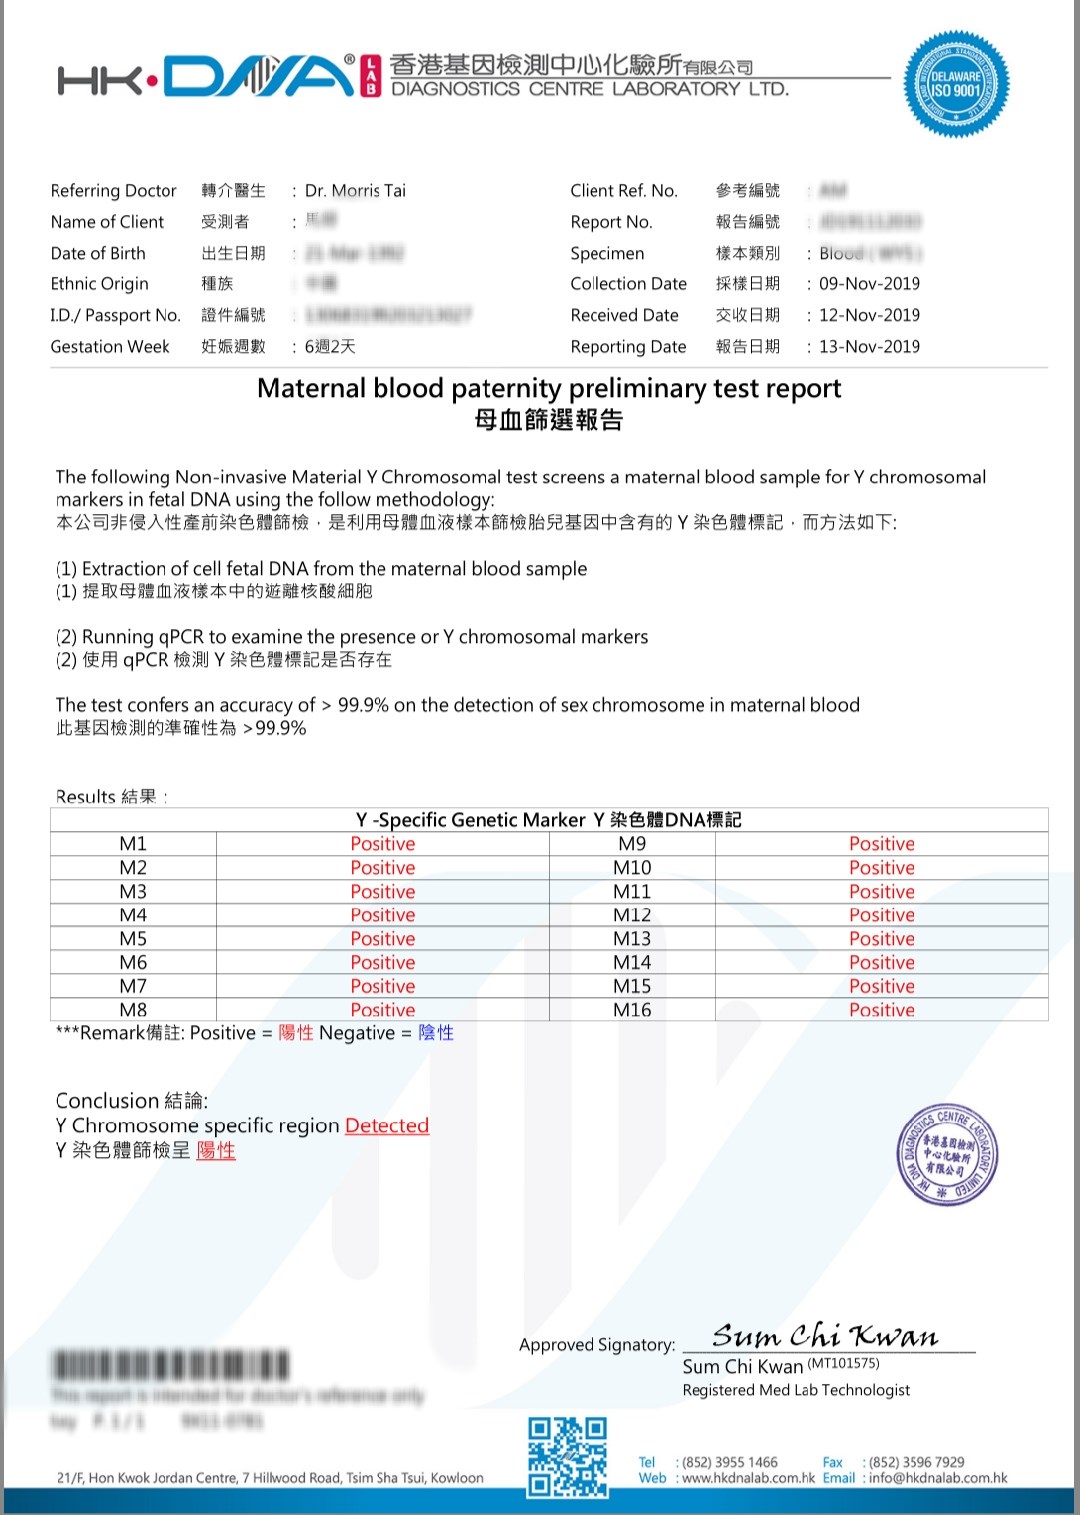 HK·DNA® LAB 香港基因檢測中心化驗所有限公司
DIAGNOSTICS CENTRE LABORATORY LTD.
DELAWARE
ISO 9001
Referring Doctor 轉介醫生 : Dr. Morris Tai Client Ref. No. 參考編號 :
Name of Client 受測者 : Report No. 報告編號 :
Date of Birth 出生日期 : Specimen 樣本類別 : Blood
Ethnic Origin 種族 Collection Date 採樣日期 : 09-Nov-2019
I.D./ Passport No. 證件編號 Received Date 交收日期 : 12-Nov-2019
Gestation Week 妊娠週數 : 6週2天 Reporting Date 報告日期 : 13-Nov-2019
Maternal blood paternity preliminary test report
母血篩選報告
The following Non-invasive Material Y Chromosomal test screens a maternal blood sample for Y chromosomal
markers in fetal DNA using the follow methodology:
本公司非侵入性產前染色體篩檢，是利用母體血液樣本篩檢胎兒基因中含有的 Y 染色體標記，而方法如下:
(1) Extraction of cell fetal DNA from the maternal blood sample
(1) 提取母體血液樣本中的遊離核酸細胞
(2) Running qPCR to examine the presence or Y chromosomal markers
(2) 使用 qPCR 檢測 Y 染色體標記是否存在
The test confers an accuracy of > 99.9% on the detection of sex chromosome in maternal blood
此基因檢測的準確性為 >99.9%
Results 結果 :
Y -Specific Genetic Marker Y 染色體DNA標記
M1 Positive M9 Positive
M2 Positive M10 Positive
M3 Positive M11 Positive
M4 Positive M12 Positive
M5 Positive M13 Positive
M6 Positive M14 Positive
M7 Positive M15 Positive
M8 Positive M16 Positive
***Remark備註: Positive = 陽性 Negative = 陰性
Conclusion 結論:
Y Chromosome specific region Detected
Y 染色體篩檢呈 陽性
HK DNA DIAGNOSTICS CENTRE LABORATORY LIMITED
香港基因檢測
中心化驗所
有限公司
Approved Signatory: Sum Chi Kwan
Sum Chi Kwan (MT101575)
Registered Med Lab Technologist
This report is intended for doctor's reference only
P.1/1
Tel : (852) 3955 1466 Fax : (852) 3596 7929
21/F, Hon Kwok Jordan Centre, 7 Hillwood Road, Tsim Sha Tsui, Kowloon Web : www.hkdnalab.com.hk Email : info@hkdnalab.com.hk